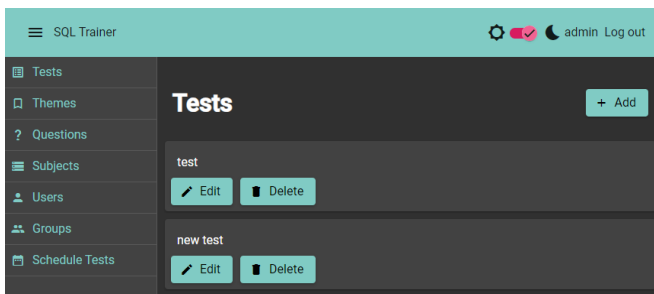 SQL Trainer
admin Log out
Tests
Themes
? Questions
Subjects
Users
Groups
Schedule Tests
Tests
+ Add
test
Edit Delete
new test
Edit Delete